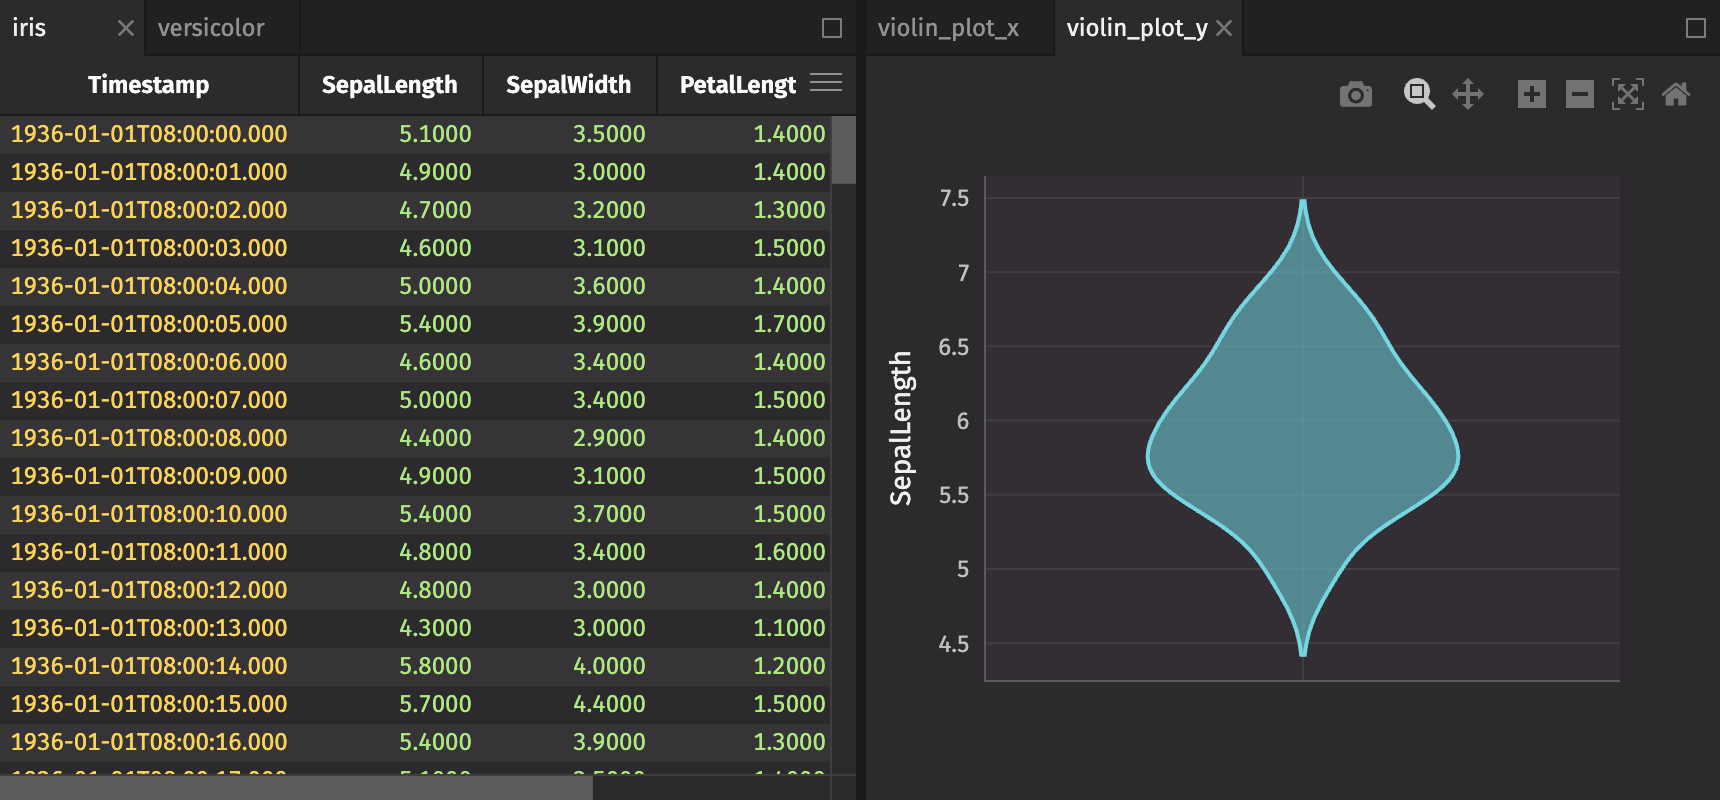 iris versicolor
Timestamp SepalLength SepalWidth PetalLengt
1936-01-01T08:00:00.000 5.1000 3.5000 1.4000
1936-01-01T08:00:01.000 4.9000 3.0000 1.4000
1936-01-01T08:00:02.000 4.7000 3.2000 1.3000
1936-01-01T08:00:03.000 4.6000 3.1000 1.5000
1936-01-01T08:00:04.000 5.0000 3.6000 1.4000
1936-01-01T08:00:05.000 5.4000 3.9000 1.7000
1936-01-01T08:00:06.000 4.6000 3.4000 1.4000
1936-01-01T08:00:07.000 5.0000 3.4000 1.5000
1936-01-01T08:00:08.000 4.4000 2.9000 1.4000
1936-01-01T08:00:09.000 4.9000 3.1000 1.5000
1936-01-01T08:00:10.000 5.4000 3.7000 1.5000
1936-01-01T08:00:11.000 4.8000 3.4000 1.6000
1936-01-01T08:00:12.000 4.8000 3.0000 1.4000
1936-01-01T08:00:13.000 4.3000 3.0000 1.1000
1936-01-01T08:00:14.000 5.8000 4.0000 1.2000
1936-01-01T08:00:15.000 5.7000 4.4000 1.5000
1936-01-01T08:00:16.000 5.4000 3.9000 1.3000
violin_plot_x violin_plot_y
7.5
7
6.5
6
5.5
5
4.5
SepalLength